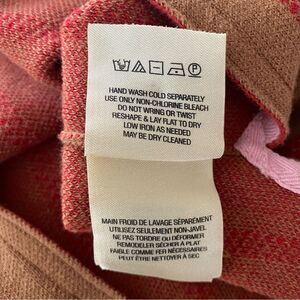 HAND WASH COLD SEPARATELY
USE ONLY NON-CHLORINE BLEACH
DO NOT WRING OR TWIST
RESHAPE & LAY FLAT TO DRY
LOW IRON AS NEEDED
MAY BE DRY CLEANED
MAIN FROID DE LAVAGE SÉPARÉMENT
UTILISEZ SEULEMENT NON-JAVEL
NE PAS TORDRE ou DÉFORMER
REMODELER SÉCHER À PLAT
FAIBLE COMME FER NÉCESSAIRES
PEUT ÊTRE NETTOYER À SEC